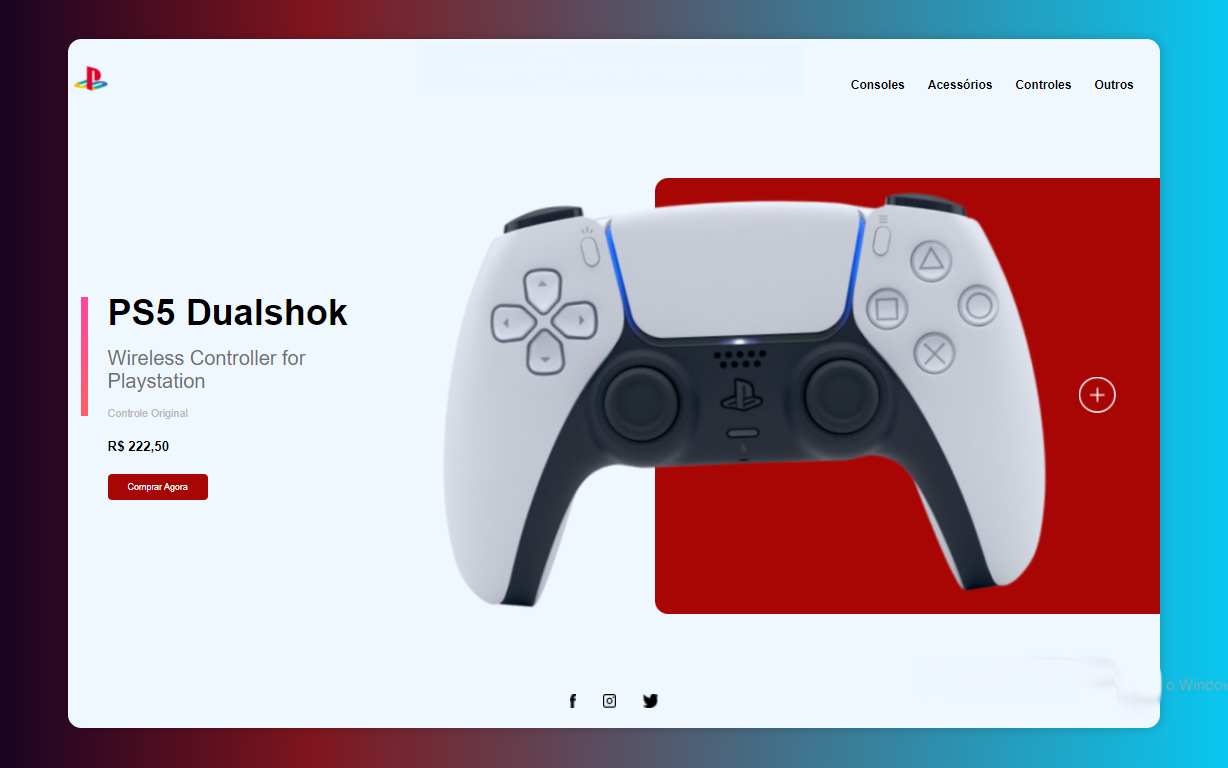 Consoles Acessórios Controles Outros
PS5 Dualshok
Wireless Controller for
Playstation
Controle Original
R$ 222,50
Comprar Agora
o Window